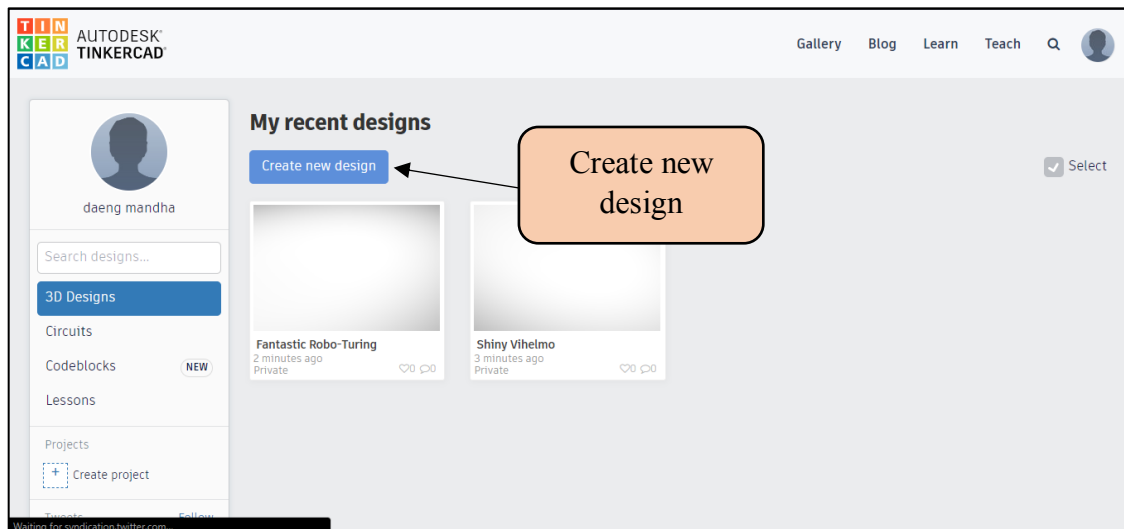 TIN
KER
CAD
AUTODESK®
TINKERCAD®
Gallery Blog Learn Teach
daeng mandha
Search designs...
3D Designs
Circuits
Codeblocks NEW
Lessons
Projects
+ Create project
Tweets Follow
Waiting for syndication.twitter.com...
My recent designs
Create new design
Create new
design
Select
Fantastic Robo-Turing
2 minutes ago
Private 0 0
Shiny Vihelmo
3 minutes ago
Private 0 0